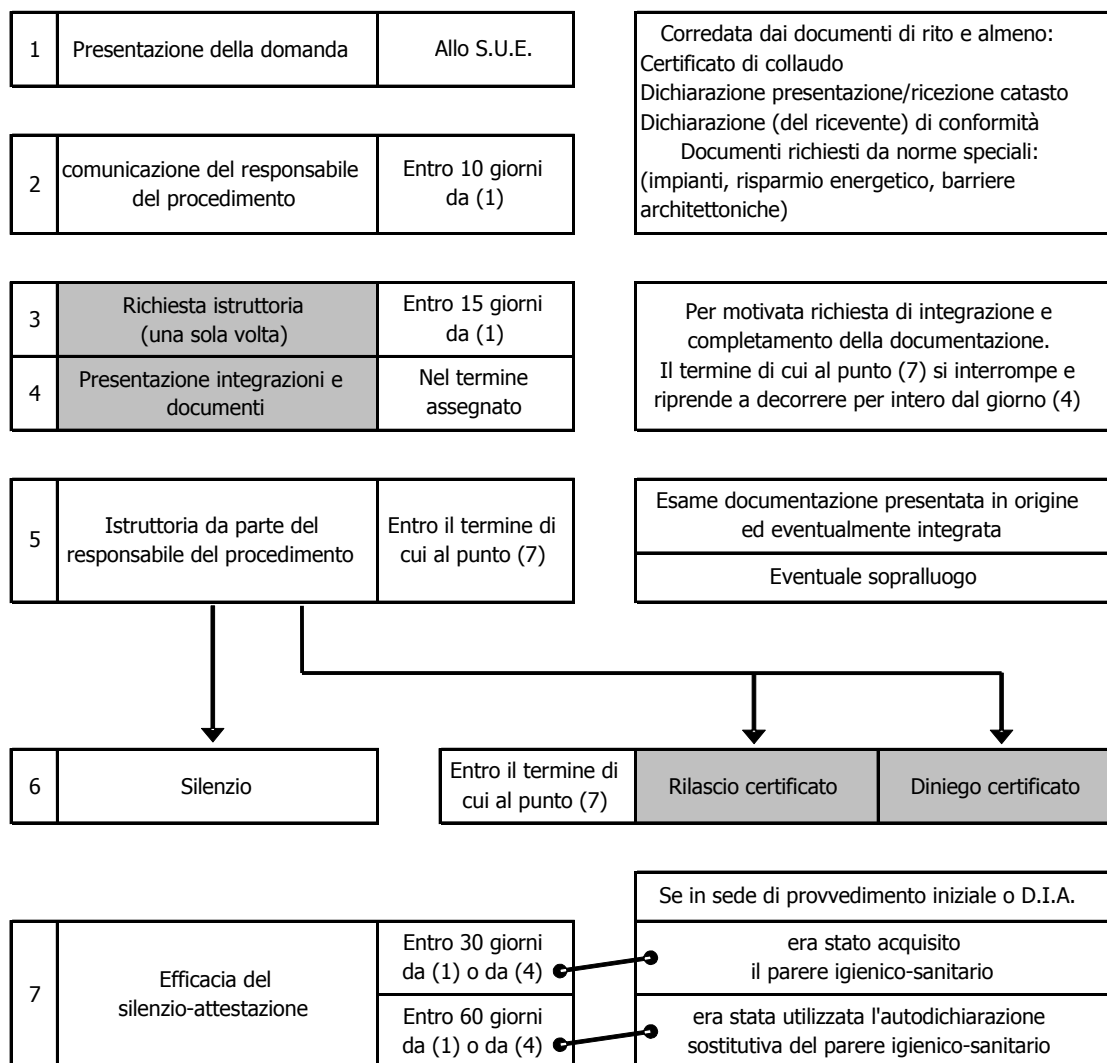 1
Presentazione della domanda
Allo S.U.E.
Corredata dai documenti di rito e almeno:
Certificato di collaudo
Dichiarazione presentazione/ricezione catasto
Dichiarazione (del ricevente) di conformità
Documenti richiesti da norme speciali:
(impianti, risparmio energetico, barriere
architettoniche)
2
comunicazione del responsabile
del procedimento
Entro 10 giorni
da (1)
3
Richiesta istruttoria
(una sola volta)
Entro 15 giorni
da (1)
4
Presentazione integrazioni e
documenti
Nel termine
assegnato
Per motivata richiesta di integrazione e
completamento della documentazione.
Il termine di cui al punto (7) si interrompe e
riprende a decorrere per intero dal giorno (4)
5
Istruttoria da parte del
responsabile del procedimento
Entro il termine di
cui al punto (7)
Esame documentazione presentata in origine
ed eventualmente integrata
Eventuale sopralluogo
6
Silenzio
Entro il termine di
cui al punto (7)
Rilascio certificato
Diniego certificato
7
Efficacia del
silenzio-attestazione
Entro 30 giorni
da (1) o da (4)
Entro 60 giorni
da (1) o da (4)
Se in sede di provvedimento iniziale o D.I.A.
era stato acquisito
il parere igienico-sanitario
era stata utilizzata l'autodichiarazione
sostitutiva del parere igienico-sanitario